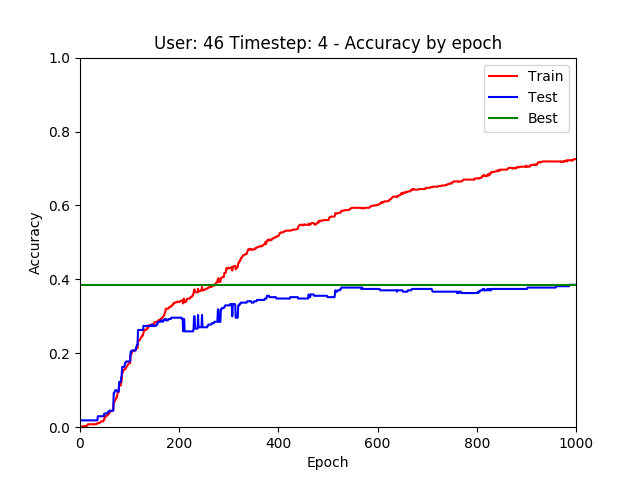 User: 46 Timestep: 4 - Accuracy by epoch
1.0
0.8
0.6
0.4
0.2
0.0
Accuracy
Train
Test
Best
0 200 400 600 800 1000
Epoch